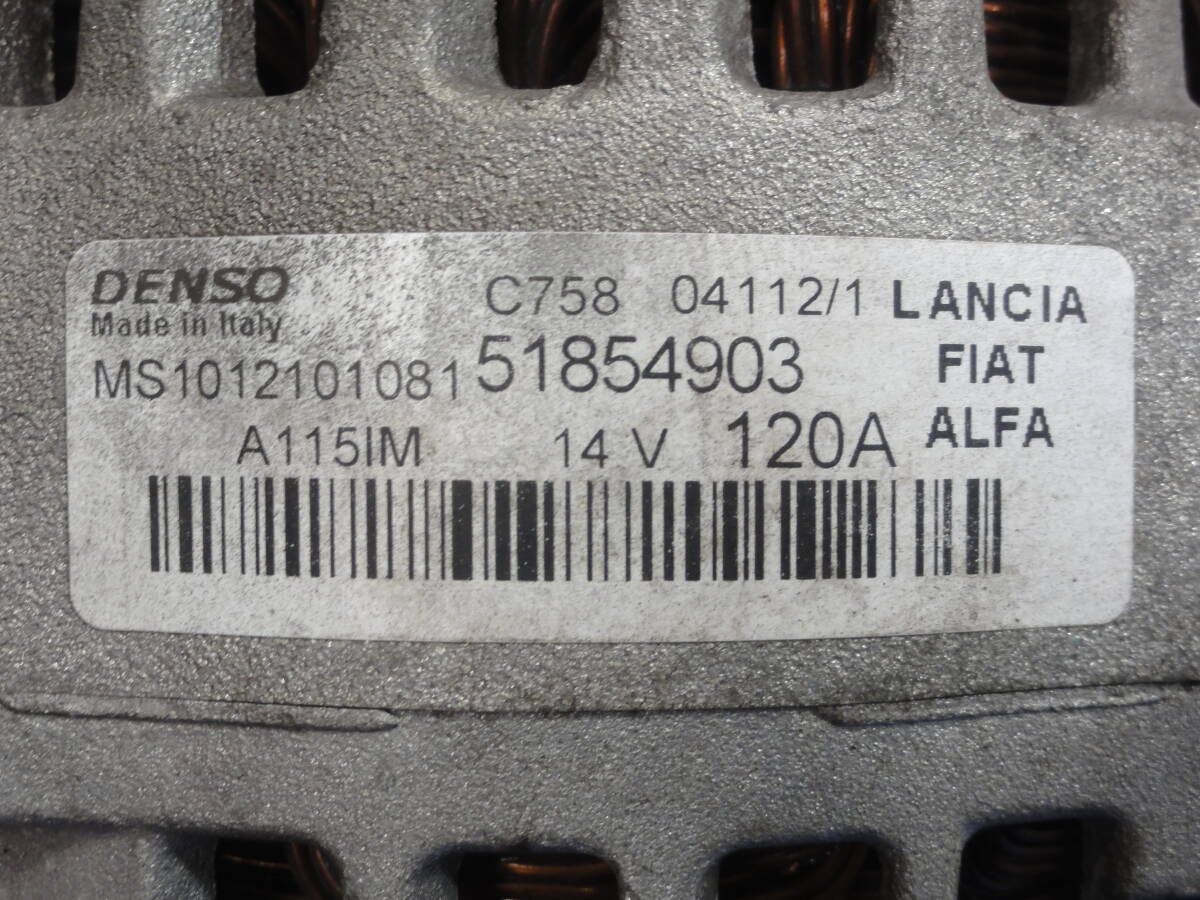 DENSO C758 04112/1 LANCIA
Made in Italy
MS1012101081 51854903 FIAT
A115IM 14 V 120A ALFA